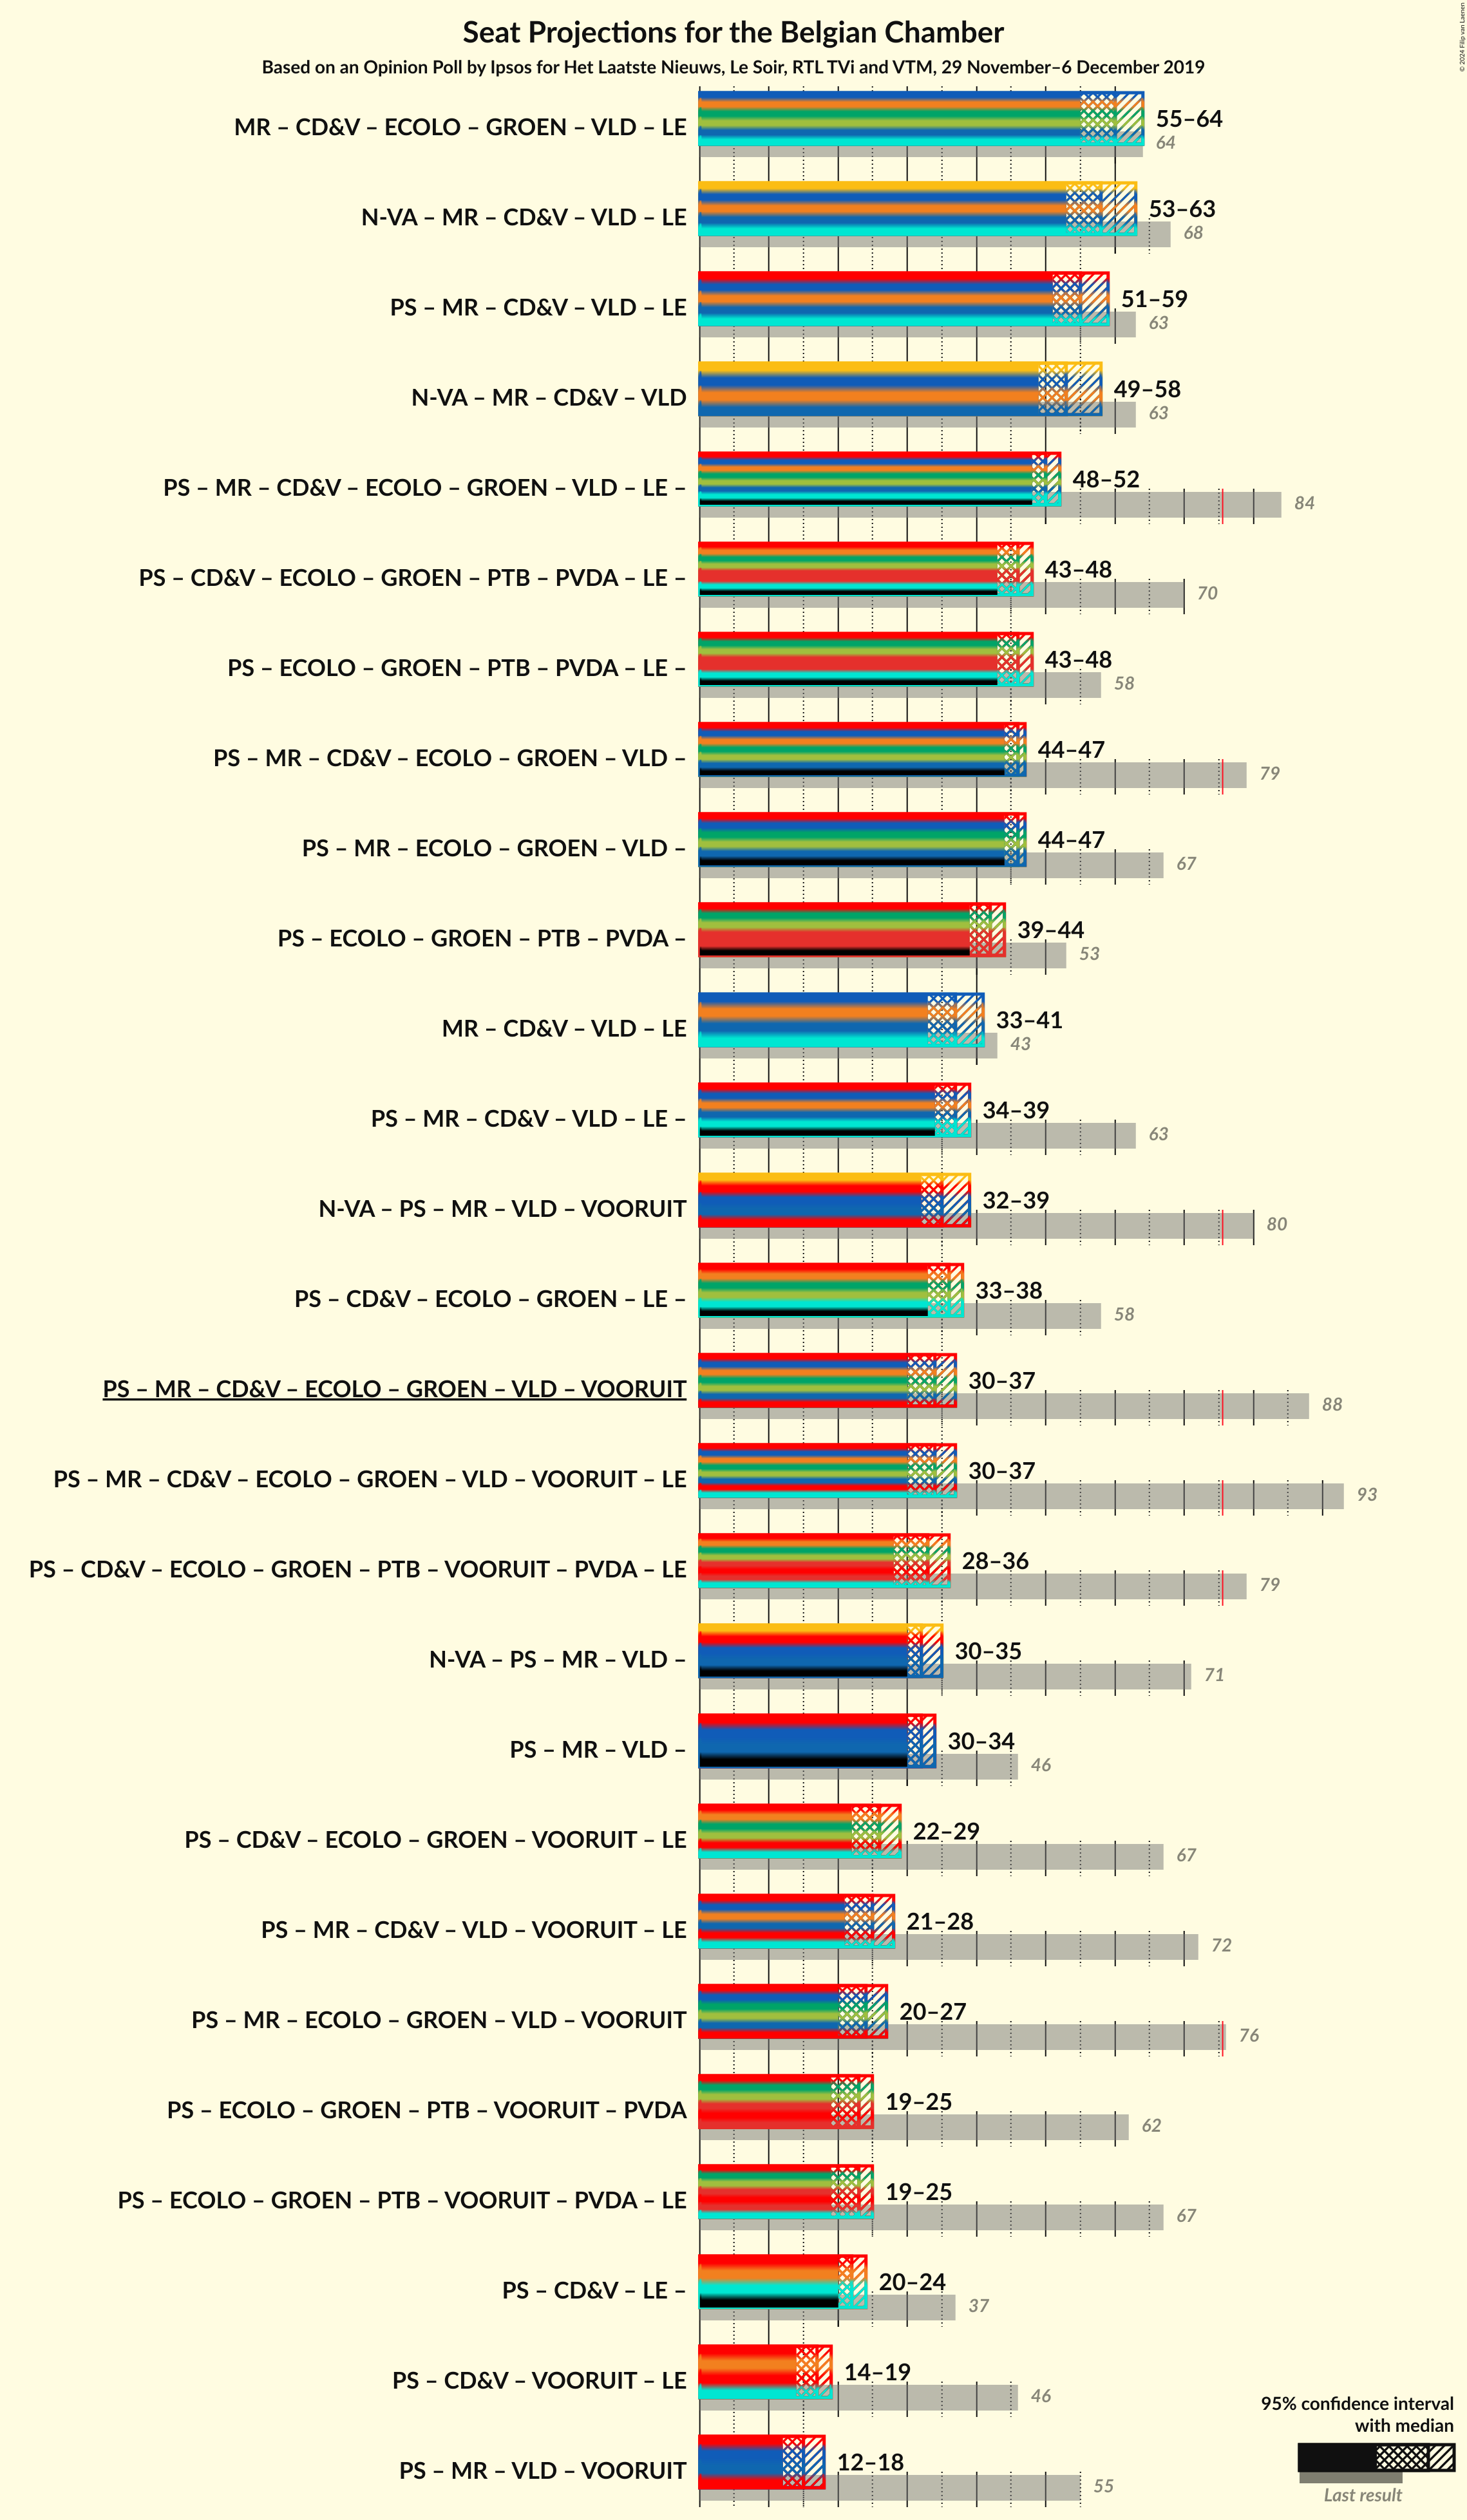 © 2024 Filip van Laenen
Seat Projections for the Belgian Chamber
Based on an Opinion Poll by Ipsos for Het Laatste Nieuws, Le Soir, RTL TVi and VTM, 29 November–6 December 2019
MR – CD&V – ECOLO – GROEN – VLD – LE
55–64
64
N-VA – MR – CD&V – VLD – LE
53–63
68
PS – MR – CD&V – VLD – LE
51–59
63
N-VA – MR – CD&V – VLD
49–58
63
PS – MR – CD&V – ECOLO – GROEN – VLD – LE –
48–52
84
PS – CD&V – ECOLO – GROEN – PTB – PVDA – LE –
43–48
70
PS – ECOLO – GROEN – PTB – PVDA – LE –
43–48
58
PS – MR – CD&V – ECOLO – GROEN – VLD –
44–47
79
PS – MR – ECOLO – GROEN – VLD –
44–47
67
PS – ECOLO – GROEN – PTB – PVDA –
39–44
53
MR – CD&V – VLD – LE
33–41
43
PS – MR – CD&V – VLD – LE –
34–39
63
N-VA – PS – MR – VLD – VOORUIT
32–39
80
PS – CD&V – ECOLO – GROEN – LE –
33–38
58
PS – MR – CD&V – ECOLO – GROEN – VLD – VOORUIT
30–37
88
PS – MR – CD&V – ECOLO – GROEN – VLD – VOORUIT – LE
30–37
93
PS – CD&V – ECOLO – GROEN – PTB – VOORUIT – PVDA – LE
28–36
79
N-VA – PS – MR – VLD –
30–35
71
PS – MR – VLD –
30–34
46
PS – CD&V – ECOLO – GROEN – VOORUIT – LE
22–29
67
PS – MR – CD&V – VLD – VOORUIT – LE
21–28
72
PS – MR – ECOLO – GROEN – VLD – VOORUIT
20–27
76
PS – ECOLO – GROEN – PTB – VOORUIT – PVDA
19–25
62
PS – ECOLO – GROEN – PTB – VOORUIT – PVDA – LE
19–25
67
PS – CD&V – LE –
20–24
37
PS – CD&V – VOORUIT – LE
14–19
46
PS – MR – VLD – VOORUIT
12–18
55
95% confidence interval
with median
Last result